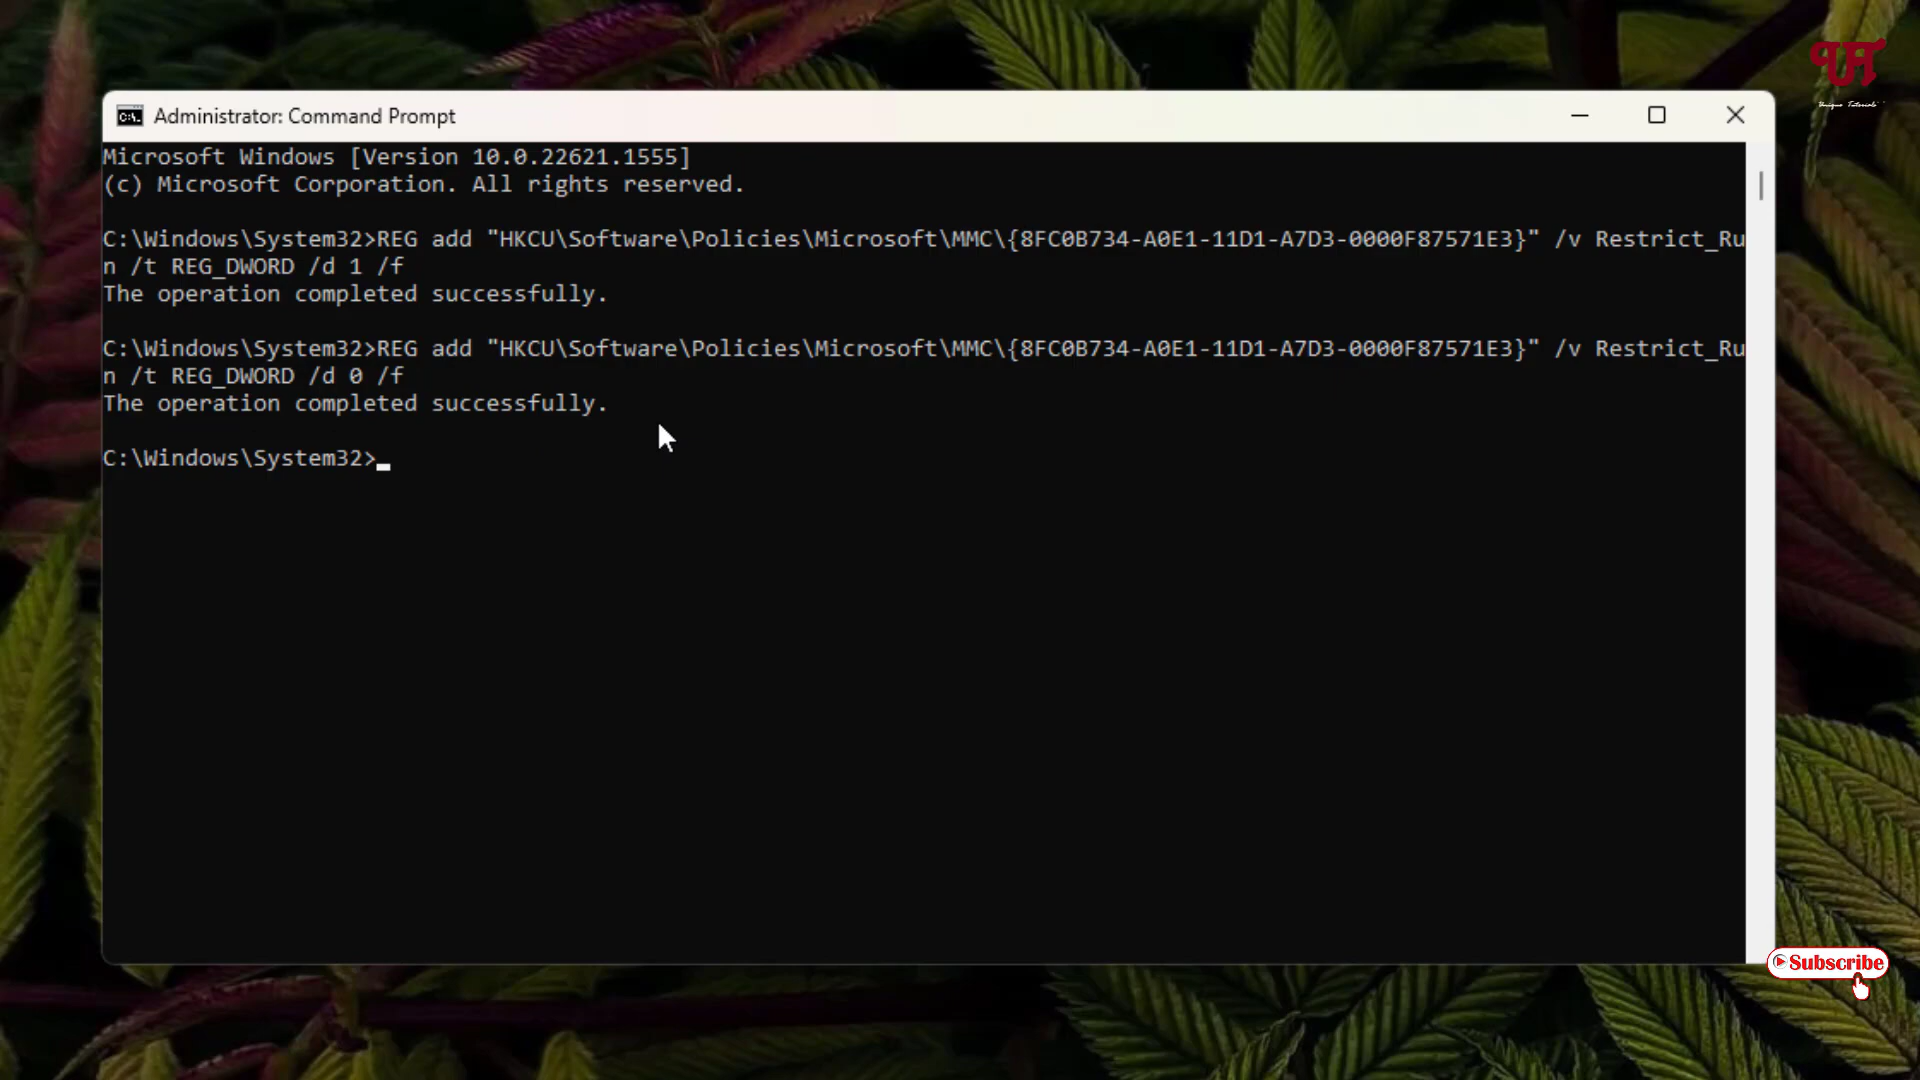 Administrator: Command Prompt
Microsoft Windows [Version 10.0.22621.1555]
(c) Microsoft Corporation. All rights reserved.
C:\Windows\System32>REG add "HKCU\Software\Policies\Microsoft\MMC\{8FC0B734-A0E1-11D1-A7D3-0000F87571E3}" /v Restrict_Ru
n /t REG_DWORD /d 1 /f
The operation completed successfully.
C:\Windows\System32>REG add "HKCU\Software\Policies\Microsoft\MMC\{8FC0B734-A0E1-11D1-A7D3-0000F87571E3}" /v Restrict_Ru
n /t REG_DWORD /d 0 /f
The operation completed successfully.
C:\Windows\System32>
UT
Unique Tutorials
Subscribe